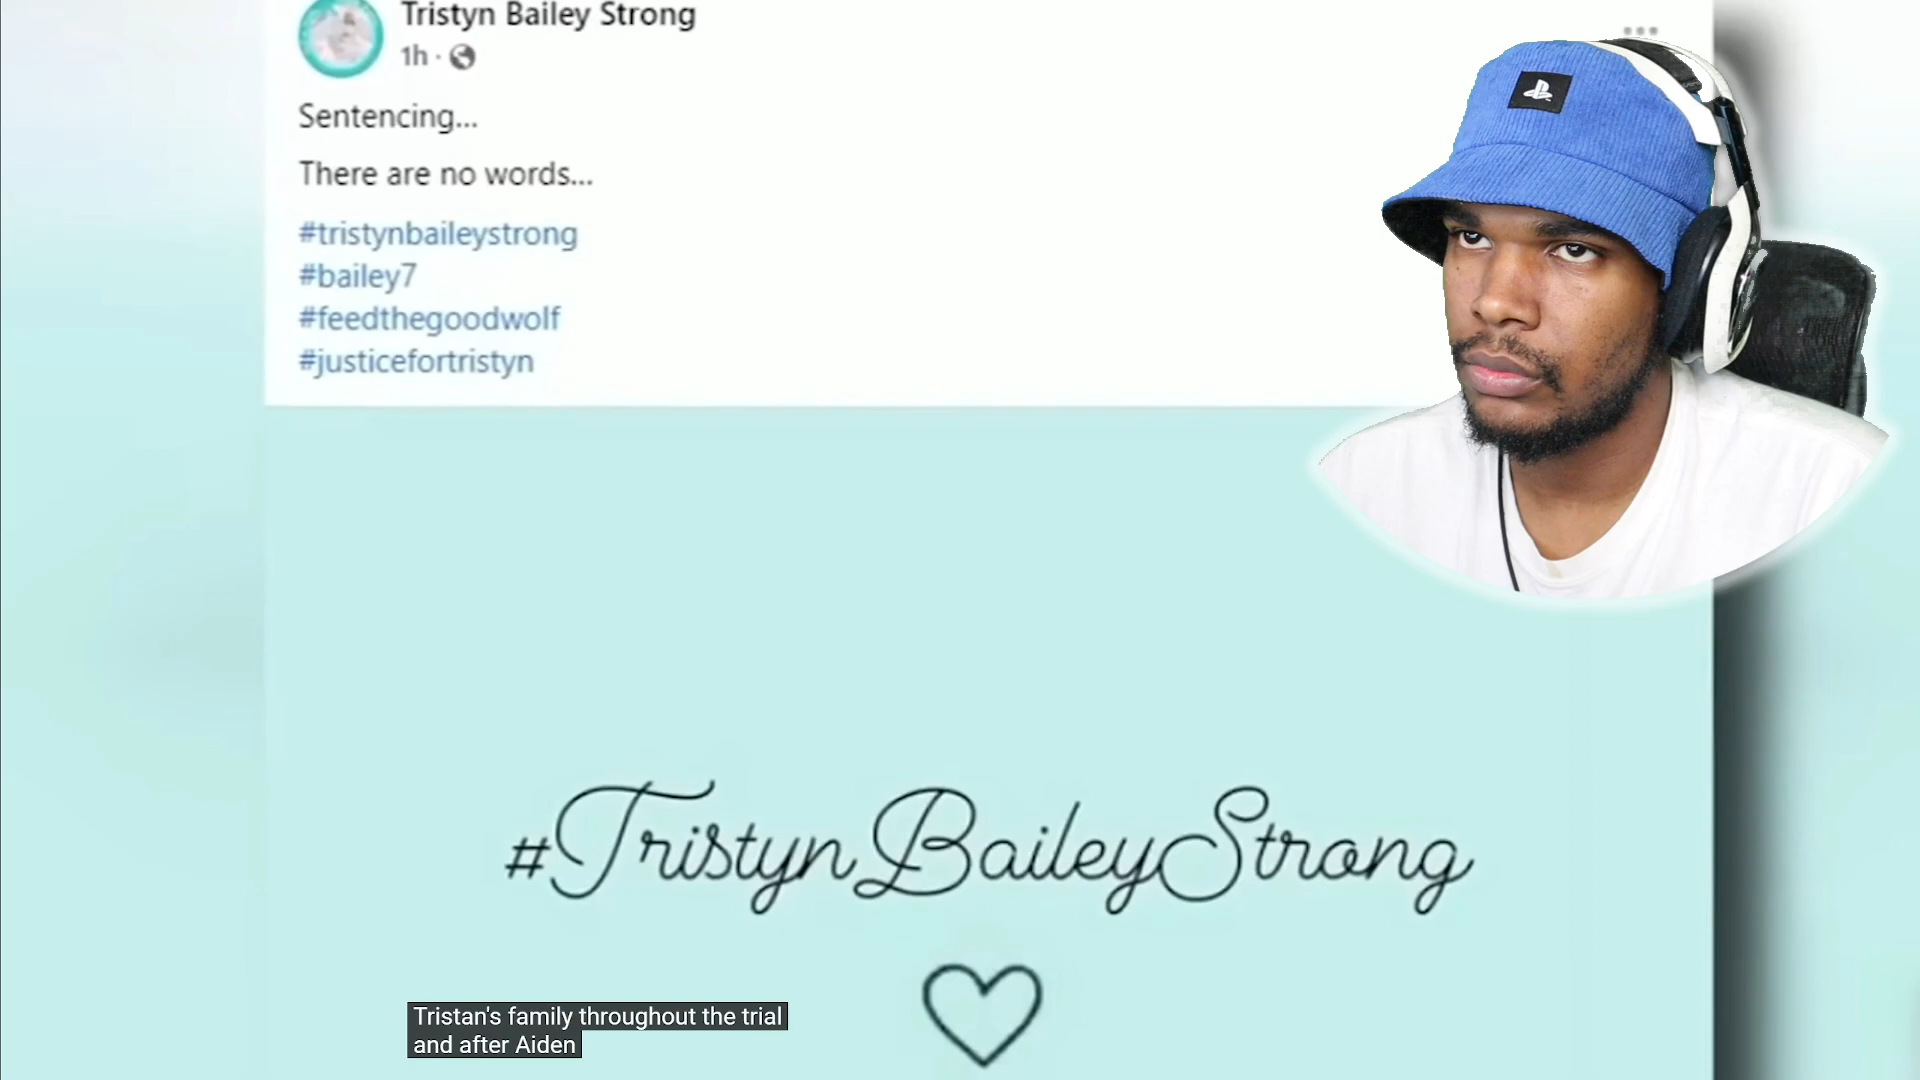 Tristyn Bailey Strong
1h ·
Sentencing...
There are no words...
#tristynbaileystrong
#bailey7
#feedthegoodwolf
#justicefortristyn
#TristynBaileyStrong
Tristan's family throughout the trial
and after Aiden